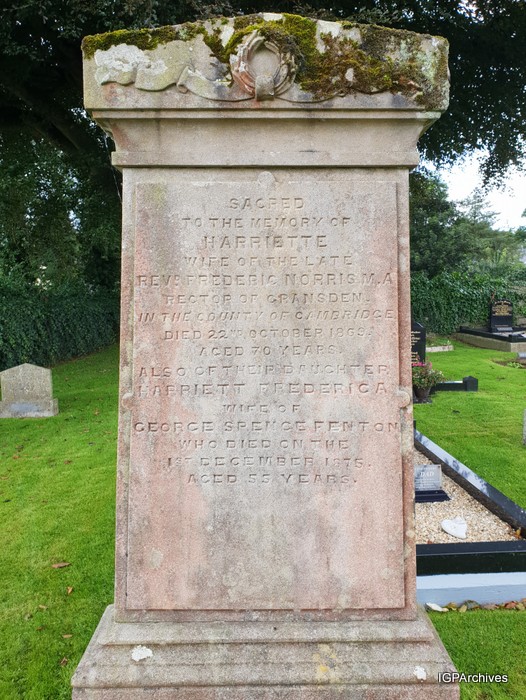 SACRED
TO THE MEMORY OF
HARRIETTE
WIFE OF THE LATE
REVD FREDERIC NORRIS. M.A
RECTOR OF GRANSDEN.
IN THE COUNTY OF CAMBRIDGE
DIED 22ND OCTOBER 1869.
AGED 70 YEARS.
ALSO OF THEIR DAUGHTER
HARRIETT FREDERICA
WIFE OF
GEORGE SPENCE FENTON
WHO DIED ON THE
1ST DECEMBER 1875.
AGED 55 YEARS.
IGPArchives